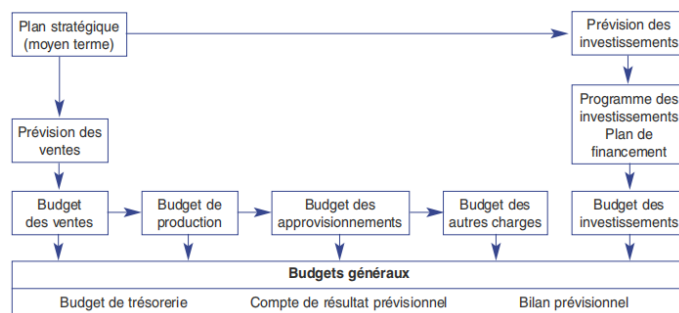 Plan stratégique
(moyen terme)
Prévision des
investissements
Programme des
investissements
Plan de
financement
Prévision des
ventes
Budget
des ventes
Budget de
production
Budget des
approvisionnements
Budget des
autres charges
Budget des
investissements
Budgets généraux
Budget de trésorerie
Compte de résultat prévisionnel
Bilan prévisionnel